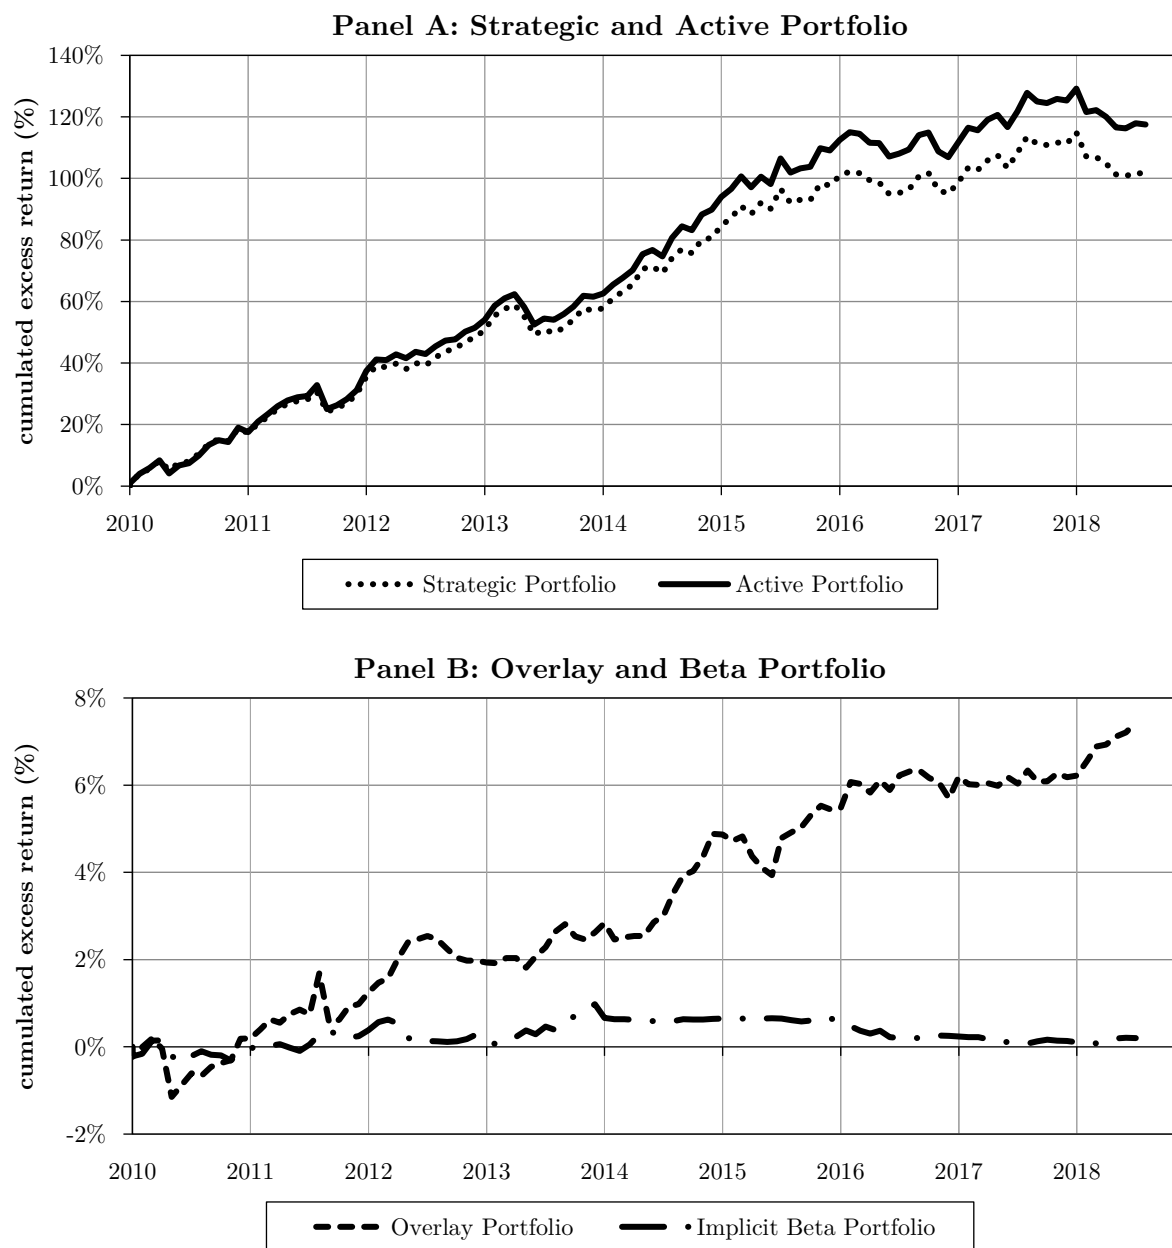 Panel A: Strategic and Active Portfolio
cumulated excess return (%)
140%
120%
100%
80%
60%
40%
20%
0%
2010 2011 2012 2013 2014 2015 2016 2017 2018
Strategic Portfolio Active Portfolio
Panel B: Overlay and Beta Portfolio
cumulated excess return (%)
8%
6%
4%
2%
0%
-2%
2010 2011 2012 2013 2014 2015 2016 2017 2018
Overlay Portfolio Implicit Beta Portfolio